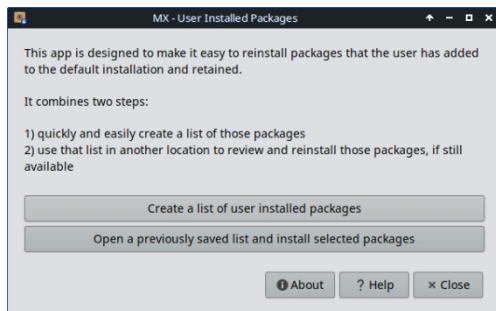 MX - User Installed Packages
This app is designed to make it easy to reinstall packages that the user has added
to the default installation and retained.
It combines two steps:
1) quickly and easily create a list of those packages
2) use that list in another location to review and reinstall those packages, if still
available
Create a list of user installed packages
Open a previously saved list and install selected packages
About ? Help × Close